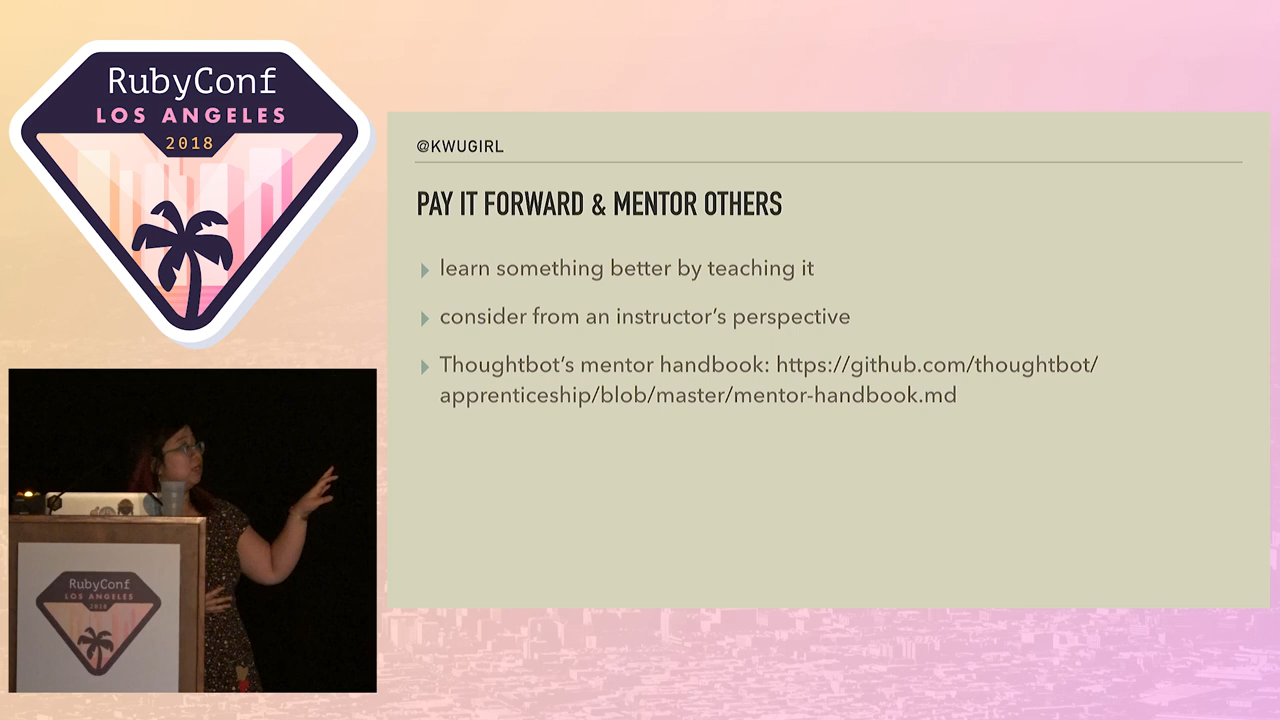 RubyConf
LOS ANGELES
2018
@KWUGIRL
PAY IT FORWARD & MENTOR OTHERS
learn something better by teaching it
consider from an instructor’s perspective
Thoughtbot’s mentor handbook: https://github.com/thoughtbot/
apprenticeship/blob/master/mentor-handbook.md
RubyConf
LOS ANGELES
2018